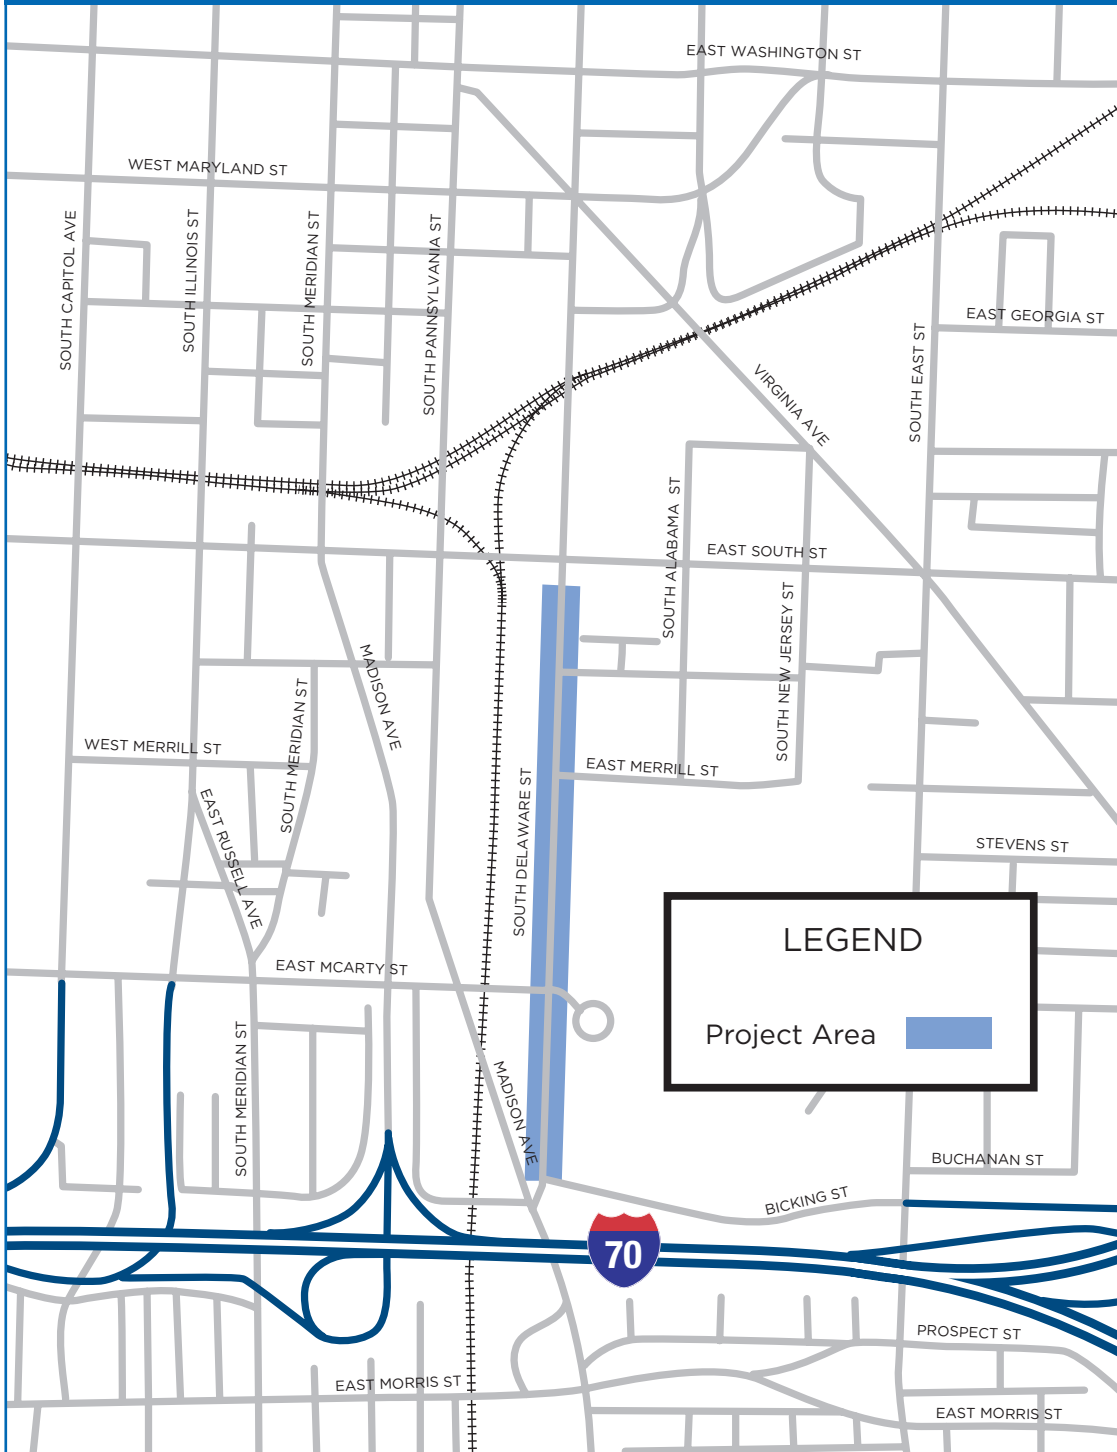 EAST WASHINGTON ST
WEST MARYLAND ST
SOUTH CAPITOL AVE
SOUTH ILLINOIS ST
SOUTH MERIDIAN ST
SOUTH PANNSYLVANIA ST
EAST GEORGIA ST
SOUTH EAST ST
VIRGINIA AVE
SOUTH ALABAMA ST
EAST SOUTH ST
SOUTH NEW JERSEY ST
MADISON AVE
SOUTH MERIDIAN ST
WEST MERRILL ST
EAST MERRILL ST
SOUTH DELAWARE ST
EAST RUSSELL AVE
STEVENS ST
LEGEND
Project Area
EAST MCARTY ST
SOUTH MERIDIAN ST
MADISON AVE
BUCHANAN ST
BICKING ST
70
PROSPECT ST
EAST MORRIS ST
EAST MORRIS ST